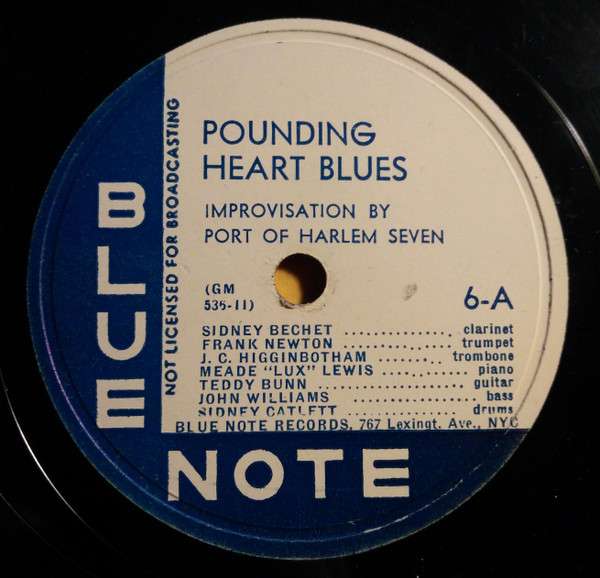 POUNDING
HEART BLUES
IMPROVISATION BY
PORT OF HARLEM SEVEN
(GM
536-11)
6-A
SIDNEY BECHET .............. clarinet
FRANK NEWTON .............. trumpet
J. C. HIGGINBOTHAM ........... trombone
MEADE "LUX" LEWIS ............... piano
TEDDY BUNN .................... guitar
JOHN WILLIAMS ................... bass
SIDNEY CATLETT ................. drums
BLUE NOTE RECORDS, 767 Lexingt. Ave., NYC
NOT LICENSED FOR BROADCASTING
BLUE
NOTE